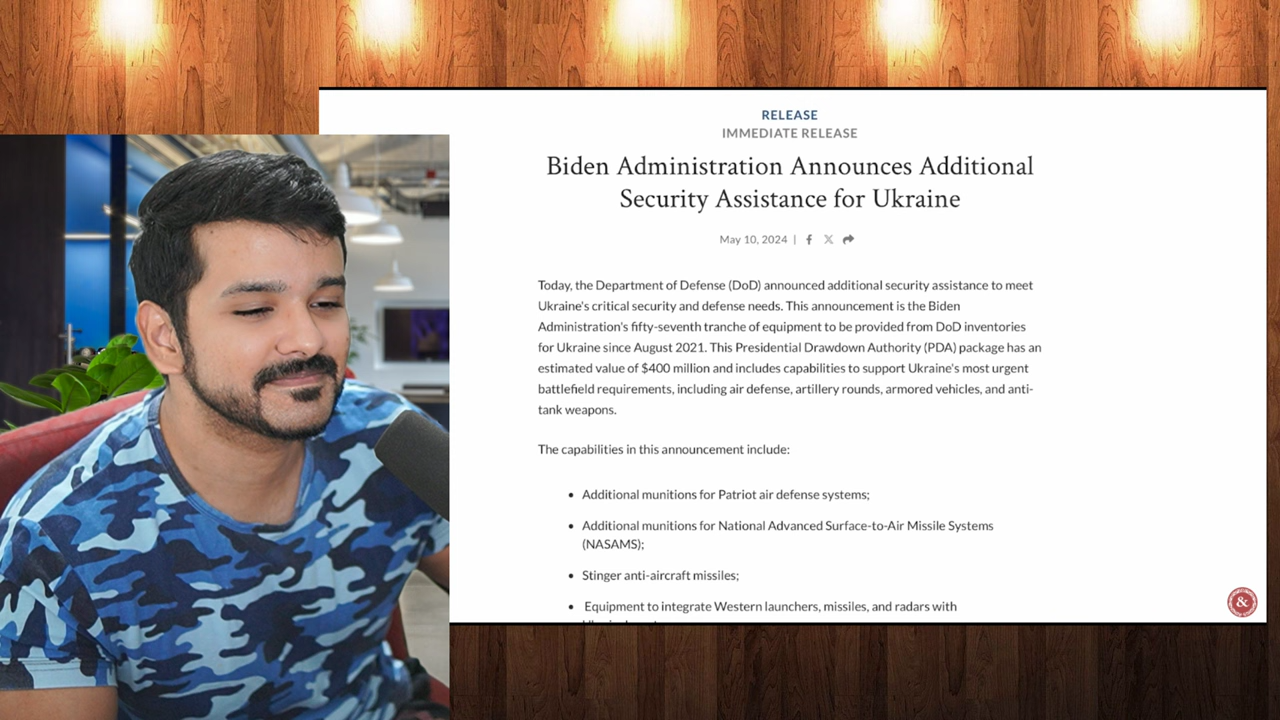 RELEASE
IMMEDIATE RELEASE
Biden Administration Announces Additional
Security Assistance for Ukraine
May 10, 2024 |
Today, the Department of Defense (DoD) announced additional security assistance to meet
Ukraine's critical security and defense needs. This announcement is the Biden
Administration's fifty-seventh tranche of equipment to be provided from DoD inventories
for Ukraine since August 2021. This Presidential Drawdown Authority (PDA) package has an
estimated value of $400 million and includes capabilities to support Ukraine's most urgent
battlefield requirements, including air defense, artillery rounds, armored vehicles, and anti-
tank weapons.
The capabilities in this announcement include:
• Additional munitions for Patriot air defense systems;
• Additional munitions for National Advanced Surface-to-Air Missile Systems
(NASAMS);
• Stinger anti-aircraft missiles;
• Equipment to integrate Western launchers, missiles, and radars with
&